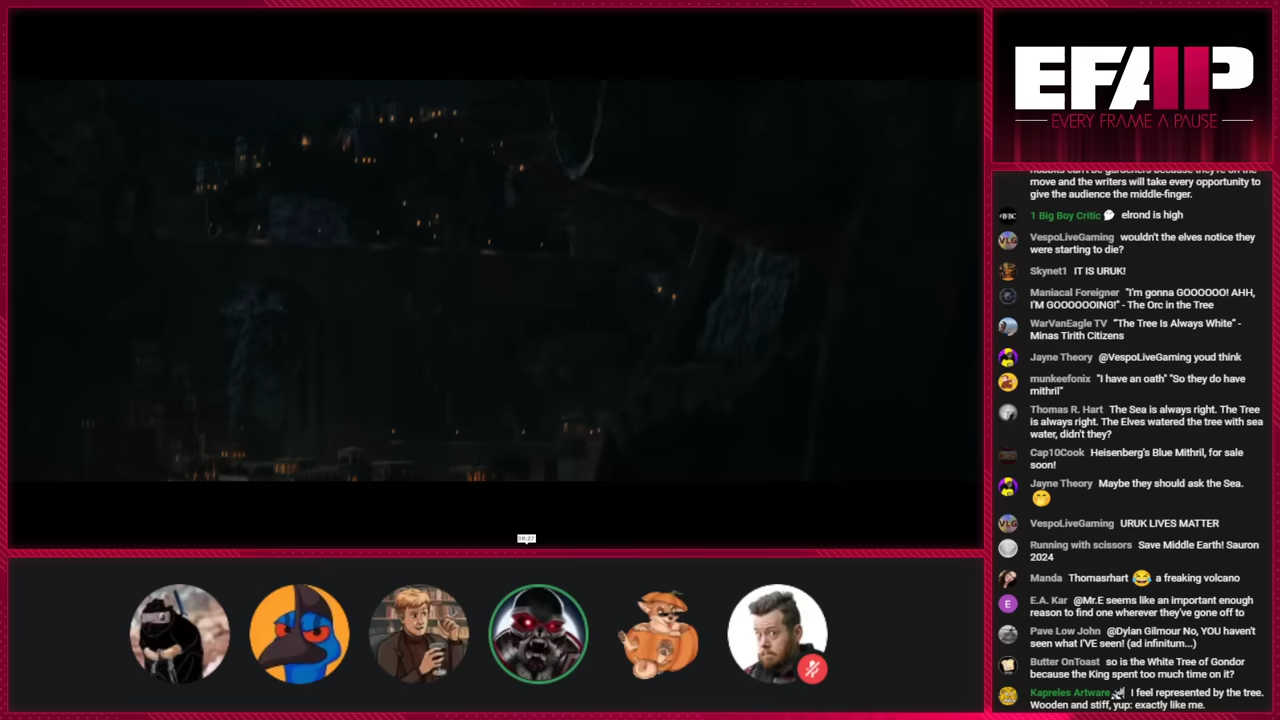 EFAP
EVERY FRAME A PAUSE
hobbits can't be gardeners because they're on the
move and the writers will take every opportunity to
give the audience the middle-finger.
1 Big Boy Critic elrond is high
VespoLiveGaming wouldn't the elves notice they
were starting to die?
Skynet1 IT IS URUK!
Maniacal Foreigner "I'm gonna GOOOOOO! AHH,
I'M GOOOOOOING!" - The Orc in the Tree
WarVanEagle TV "The Tree Is Always White" -
Minas Tirith Citizens
Jayne Theory @VespoLiveGaming youd think
munkeefonix "I have an oath" "So they do have
mithril"
Thomas R. Hart The Sea is always right. The Tree
is always right. The Elves watered the tree with sea
water, didn't they?
Cap10Cook Heisenberg's Blue Mithril, for sale
soon!
Jayne Theory Maybe they should ask the Sea.
VespoLiveGaming URUK LIVES MATTER
Running with scissors Save Middle Earth! Sauron
2024
Manda Thomasrhart 😂 a freaking volcano
E.A. Kar @Mr.E seems like an important enough
reason to find one wherever they've gone off to
Pave Low John @Dylan Gilmour No, YOU haven't
seen what I'VE seen! (ad infinitum...)
Butter OnToast so is the White Tree of Gondor
because the King spent too much time on it?
Kapreles Artware I feel represented by the tree.
Wooden and stiff, yup: exactly like me.
VLG
VLG
E